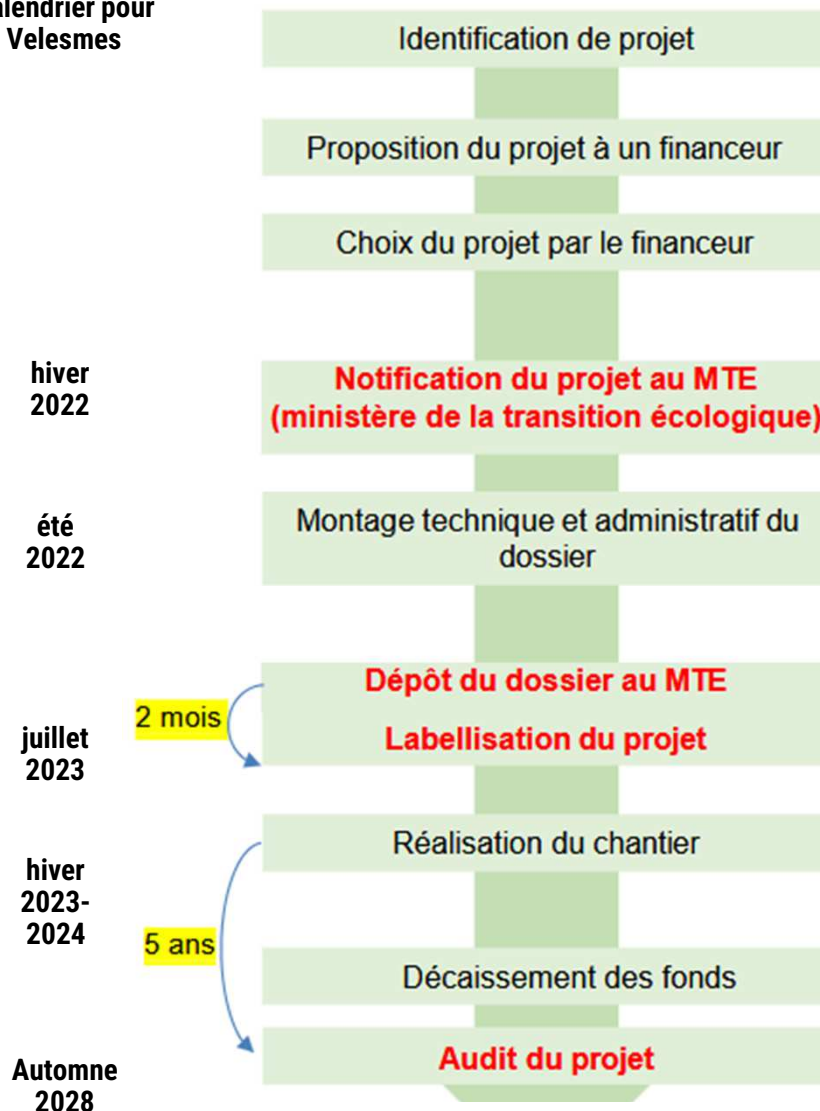 alendrier pour
Velesmes
Identification de projet
Proposition du projet à un financeur
Choix du projet par le financeur
hiver
2022
Notification du projet au MTE
(ministère de la transition écologique)
été
2022
Montage technique et administratif du
dossier
Dépôt du dossier au MTE
2 mois
Labellisation du projet
juillet
2023
Réalisation du chantier
hiver
2023-
2024
5 ans
Décaissement des fonds
Audit du projet
Automne
2028